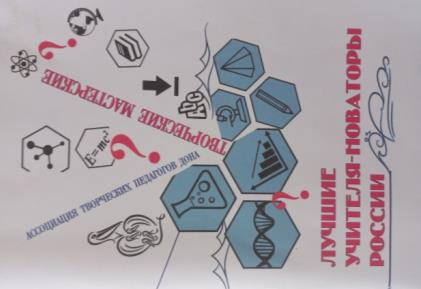 АССОЦИАЦИЯ ТВОРЧЕСКИХ ПЕДАГОГОВ ДОНА
ТВОРЧЕСКИЕ МАСТЕРСКИЕ
?
?
?
E=mc²
ЛУЧШИЕ
УЧИТЕЛЯ-НОВАТОРЫ
РОССИИ